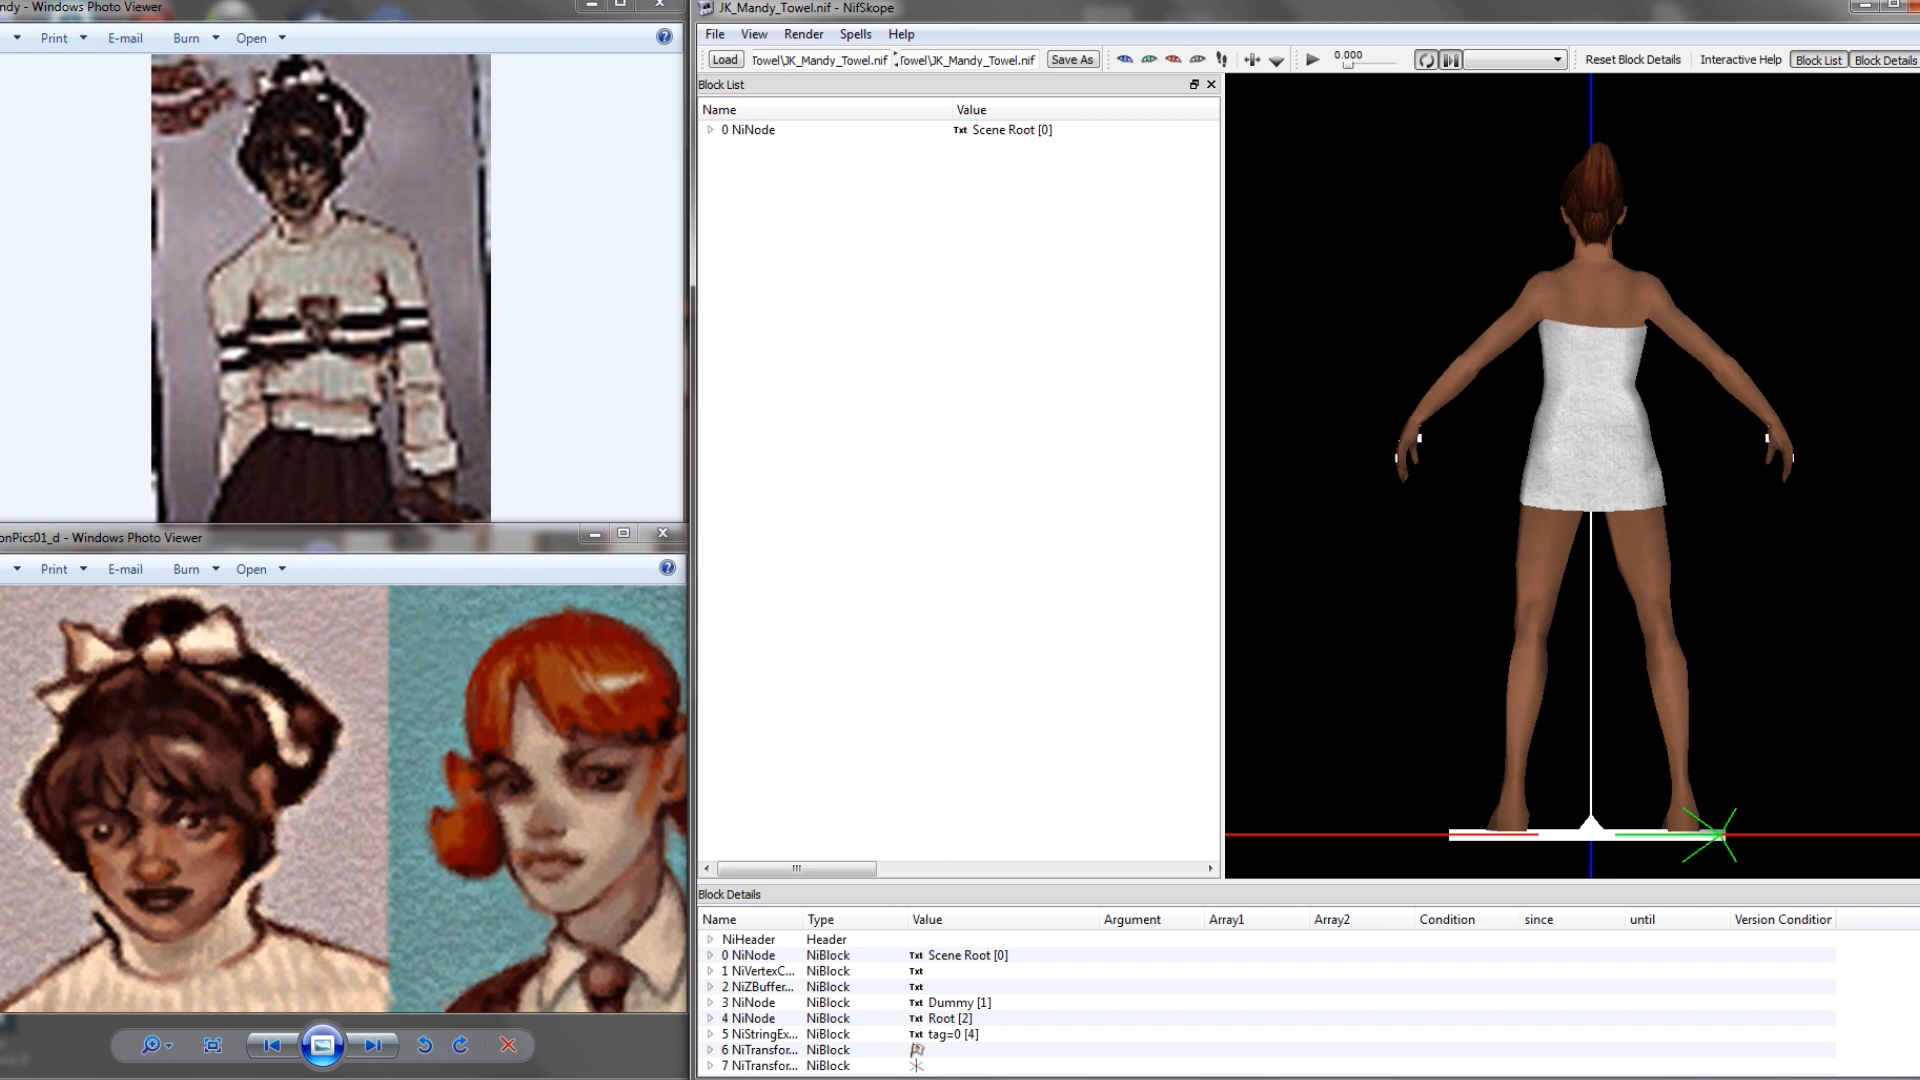 ndy - Windows Photo Viewer
Print E-mail Burn Open
onPics01_d - Windows Photo Viewer
Print E-mail Burn Open
JK_Mandy_Towel.nif - NifSkope
File View Render Spells Help
Load Towel\JK_Mandy_Towel.nif Towel\JK_Mandy_Towel.nif Save As 0.000 Reset Block Details Interactive Help Block List Block Details
Block List
Name Value
0 NiNode Txt Scene Root [0]
Block Details
Name Type Value Argument Array1 Array2 Condition since until Version Condition
NiHeader Header
0 NiNode NiBlock Txt Scene Root [0]
1 NiVertexC... NiBlock Txt
2 NiZBuffer... NiBlock Txt
3 NiNode NiBlock Txt Dummy [1]
4 NiNode NiBlock Txt Root [2]
5 NiStringEx... NiBlock Txt tag=0 [4]
6 NiTransfor... NiBlock
7 NiTransfor... NiBlock